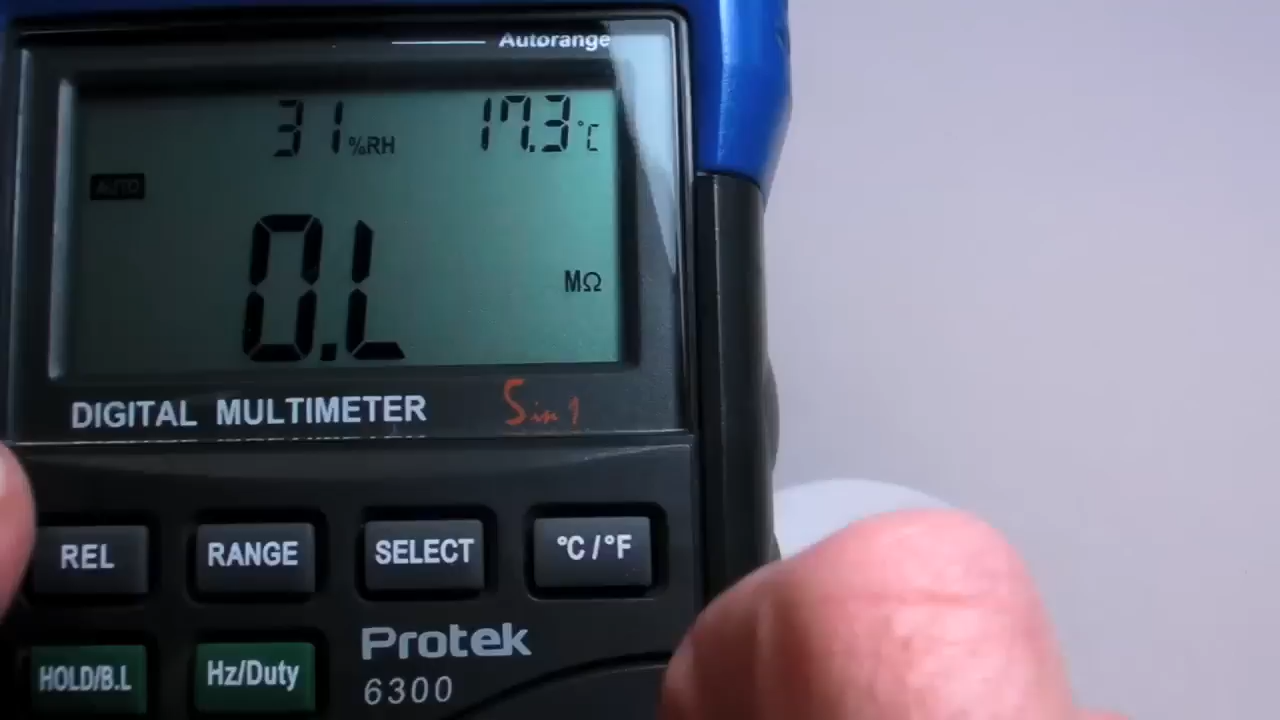 Autorange
31 %RH 17.3 °C
AUTO
0.L MΩ
DIGITAL MULTIMETER 5 in 1
REL RANGE SELECT °C/°F
HOLD/B.L Hz/Duty
Protek
6300